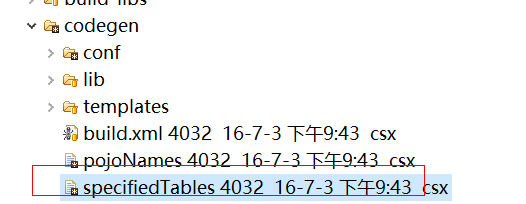 build_libs
codegen
conf
lib
templates
build.xml 4032 16-7-3 下午9:43 csx
pojoNames 4032 16-7-3 下午9:43 csx
specifiedTables 4032 16-7-3 下午9:43 csx